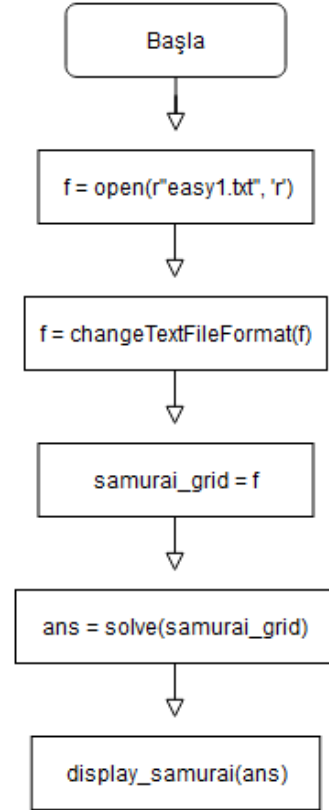 Başla
f = open(r"easy1.txt", 'r')
f = changeTextFileFormat(f)
samurai_grid = f
ans = solve(samurai_grid)
display_samurai(ans)